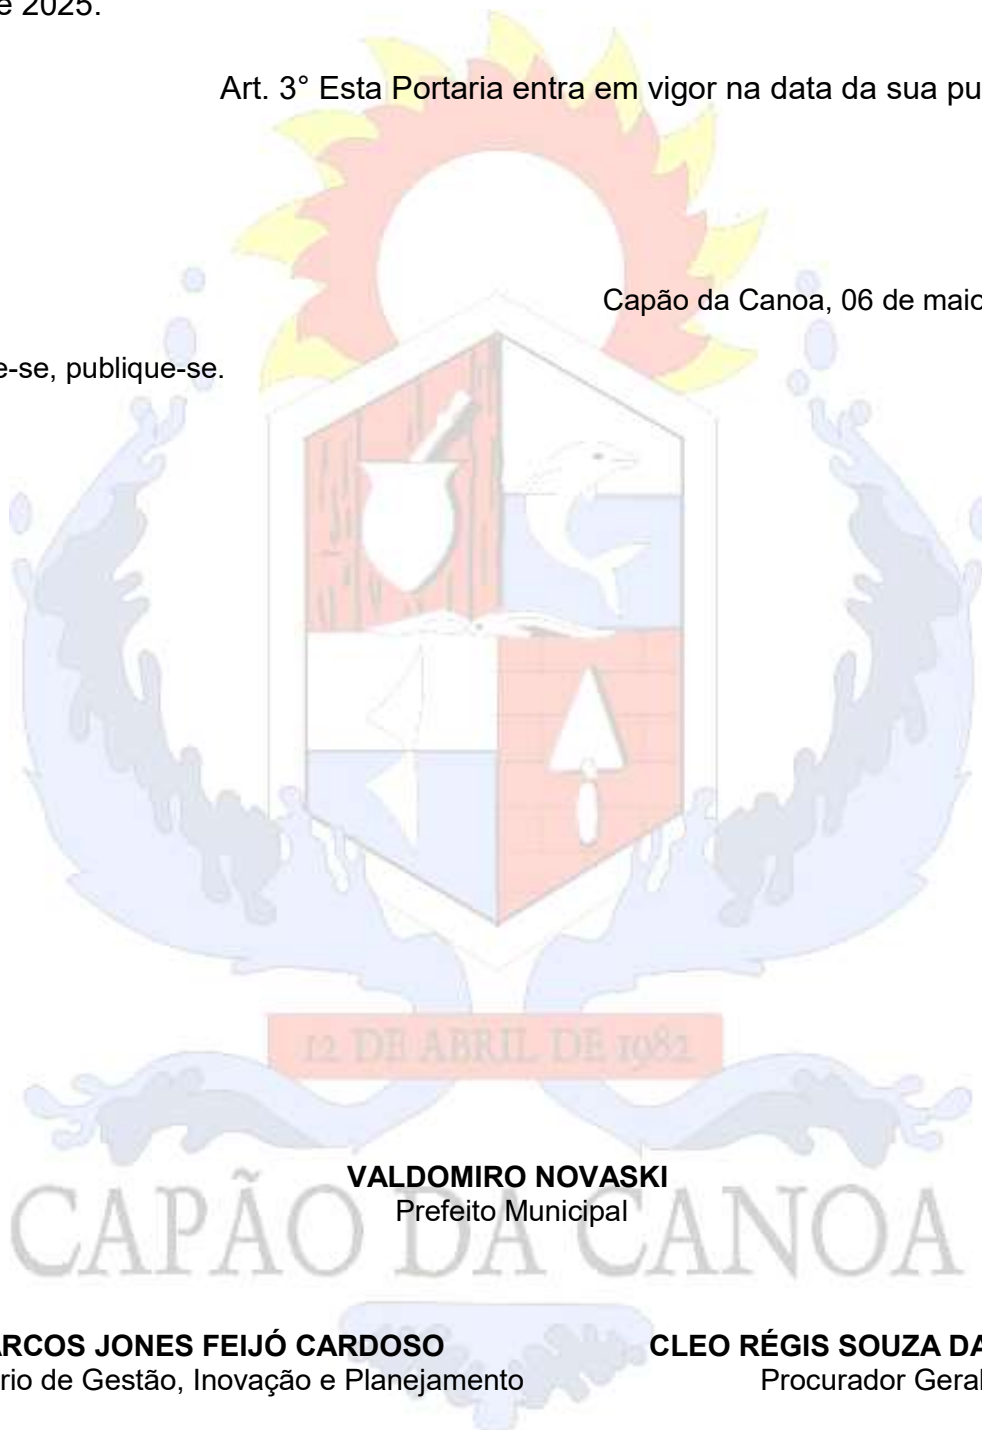 e 2025.
Art. 3° Esta Portaria entra em vigor na data da sua pu
Capão da Canoa, 06 de maio
e-se, publique-se.
12 DE ABRIL DE 1982
VALDOMIRO NOVASKI
Prefeito Municipal
CAPÃO DA CANOA
ARCOS JONES FEIJÓ CARDOSO
CLEO RÉGIS SOUZA DA
rio de Gestão, Inovação e Planejamento
Procurador Geral